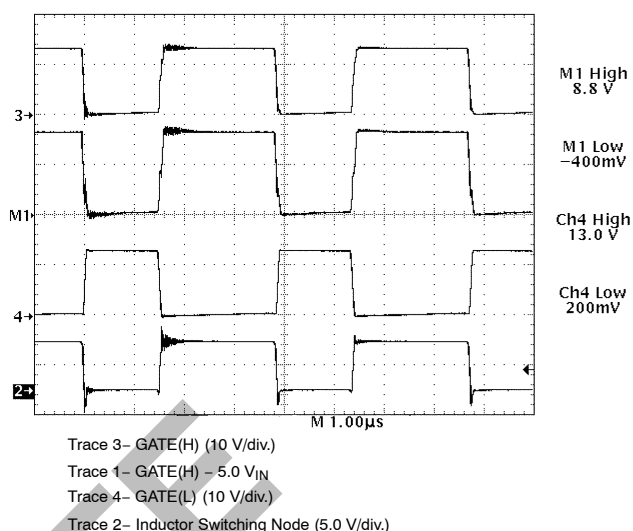 3→
M1→
4→
2→
M1 High
8.8 V
M1 Low
−400mV
Ch4 High
13.0 V
Ch4 Low
200mV
M 1.00µs
Trace 3− GATE(H) (10 V/div.)
Trace 1− GATE(H) − 5.0 VIN
Trace 4− GATE(L) (10 V/div.)
Trace 2− Inductor Switching Node (5.0 V/div.)